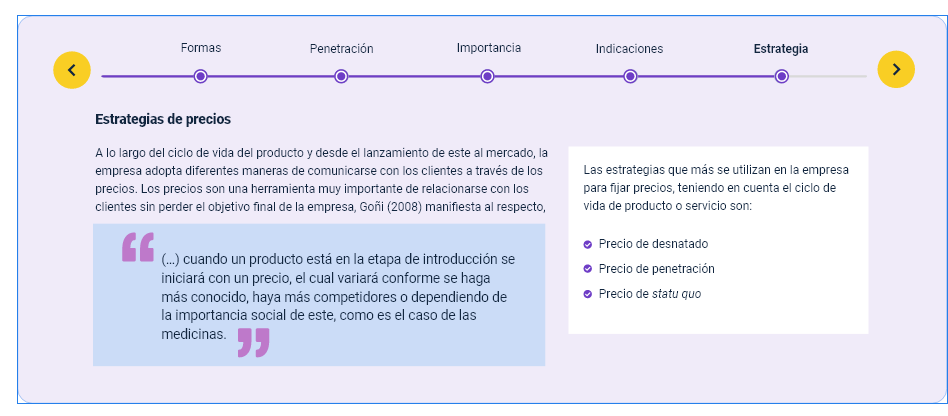 Formas
Penetración
Importancia
Indicaciones
Estrategia
Estrategias de precios
A lo largo del ciclo de vida del producto y desde el lanzamiento de este al mercado, la
empresa adopta diferentes maneras de comunicarse con los clientes a través de los
precios. Los precios son una herramienta muy importante de relacionarse con los
clientes sin perder el objetivo final de la empresa, Goñi (2008) manifiesta al respecto,
“
(…) cuando un producto está en la etapa de introducción se
iniciará con un precio, el cual variará conforme se haga
más conocido, haya más competidores o dependiendo de
la importancia social de este, como es el caso de las
medicinas. ”
Las estrategias que más se utilizan en la empresa
para fijar precios, teniendo en cuenta el ciclo de
vida de producto o servicio son:
Precio de desnatado
Precio de penetración
Precio de statu quo